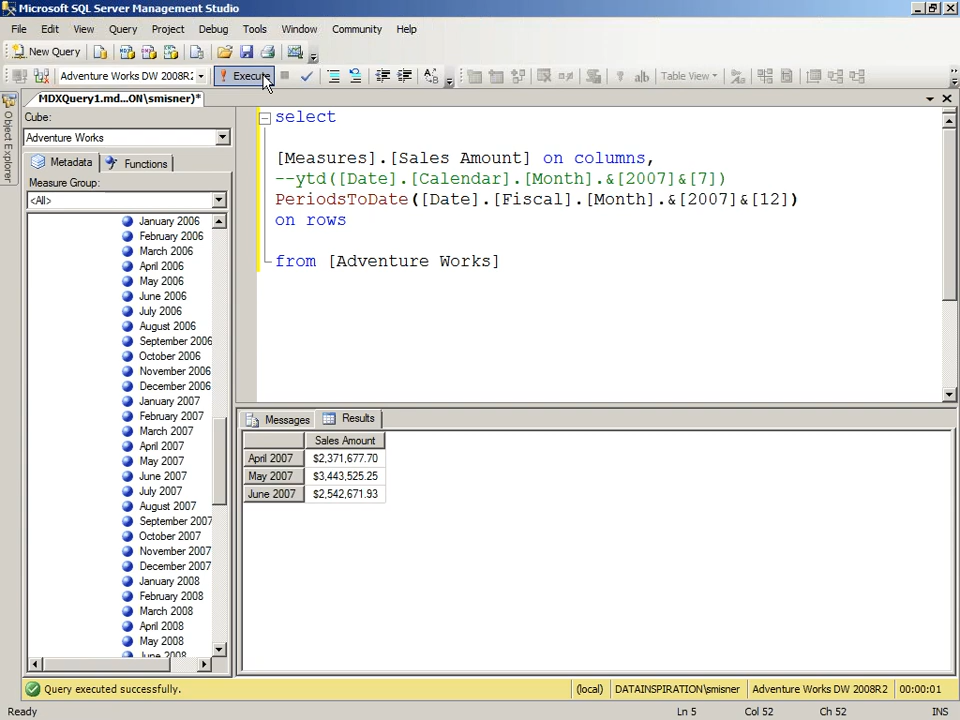 Microsoft SQL Server Management Studio
File Edit View Query Project Debug Tools Window Community Help
New Query
Adventure Works DW 2008R2 Execute Table View
MDXQuery1.md...ON\smisner)*
Object Explorer
Cube:
Adventure Works
Metadata Functions
Measure Group:
<All>
January 2006
February 2006
March 2006
April 2006
May 2006
June 2006
July 2006
August 2006
September 2006
October 2006
November 2006
December 2006
January 2007
February 2007
March 2007
April 2007
May 2007
June 2007
July 2007
August 2007
September 2007
October 2007
November 2007
December 2007
January 2008
February 2008
March 2008
April 2008
May 2008
June 2008
select
[Measures].[Sales Amount] on columns,
--ytd([Date].[Calendar].[Month].&[2007]&[7])
PeriodsToDate([Date].[Fiscal].[Month].&[2007]&[12])
on rows
from [Adventure Works]
Messages Results
Sales Amount
April 2007 $2,371,677.70
May 2007 $3,443,525.25
June 2007 $2,542,671.93
Query executed successfully. (local) DATAINSPIRATION\smisner Adventure Works DW 2008R2 00:00:01
Ready Ln 5 Col 52 Ch 52 INS